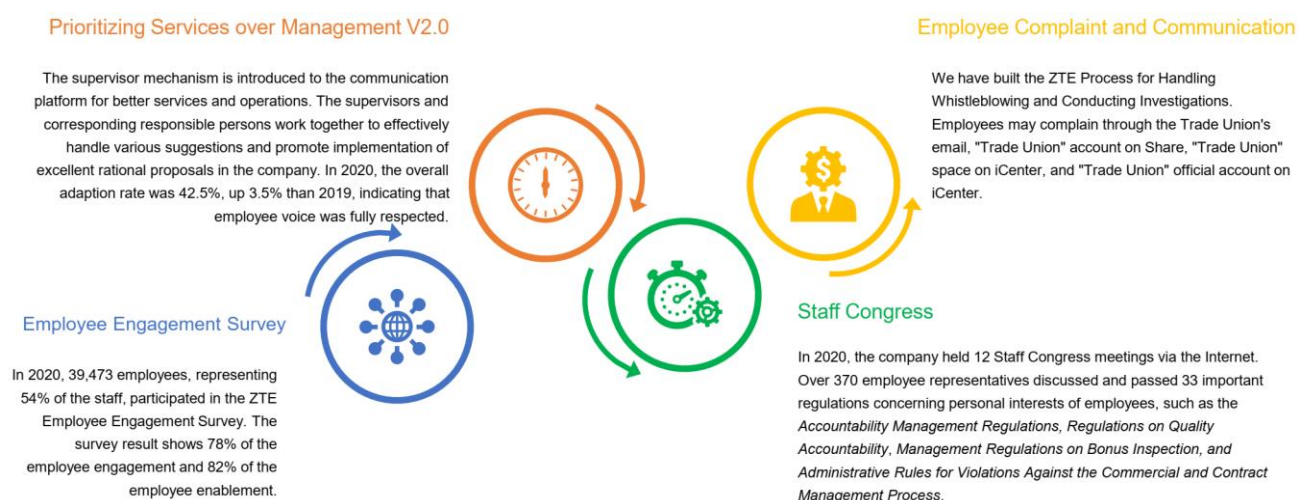 Prioritizing Services over Management V2.0
The supervisor mechanism is introduced to the communication
platform for better services and operations. The supervisors and
corresponding responsible persons work together to effectively
handle various suggestions and promote implementation of
excellent rational proposals in the company. In 2020, the overall
adaption rate was 42.5%, up 3.5% than 2019, indicating that
employee voice was fully respected.
Employee Complaint and Communication
We have built the ZTE Process for Handling
Whistleblowing and Conducting Investigations.
Employees may complain through the Trade Union's
email, "Trade Union" account on Share, "Trade Union"
space on iCenter, and "Trade Union" official account on
iCenter.
Employee Engagement Survey
In 2020, 39,473 employees, representing
54% of the staff, participated in the ZTE
Employee Engagement Survey. The
survey result shows 78% of the
employee engagement and 82% of the
employee enablement.
Staff Congress
In 2020, the company held 12 Staff Congress meetings via the Internet.
Over 370 employee representatives discussed and passed 33 important
regulations concerning personal interests of employees, such as the
Accountability Management Regulations, Regulations on Quality
Accountability, Management Regulations on Bonus Inspection, and
Administrative Rules for Violations Against the Commercial and Contract
Management Process.